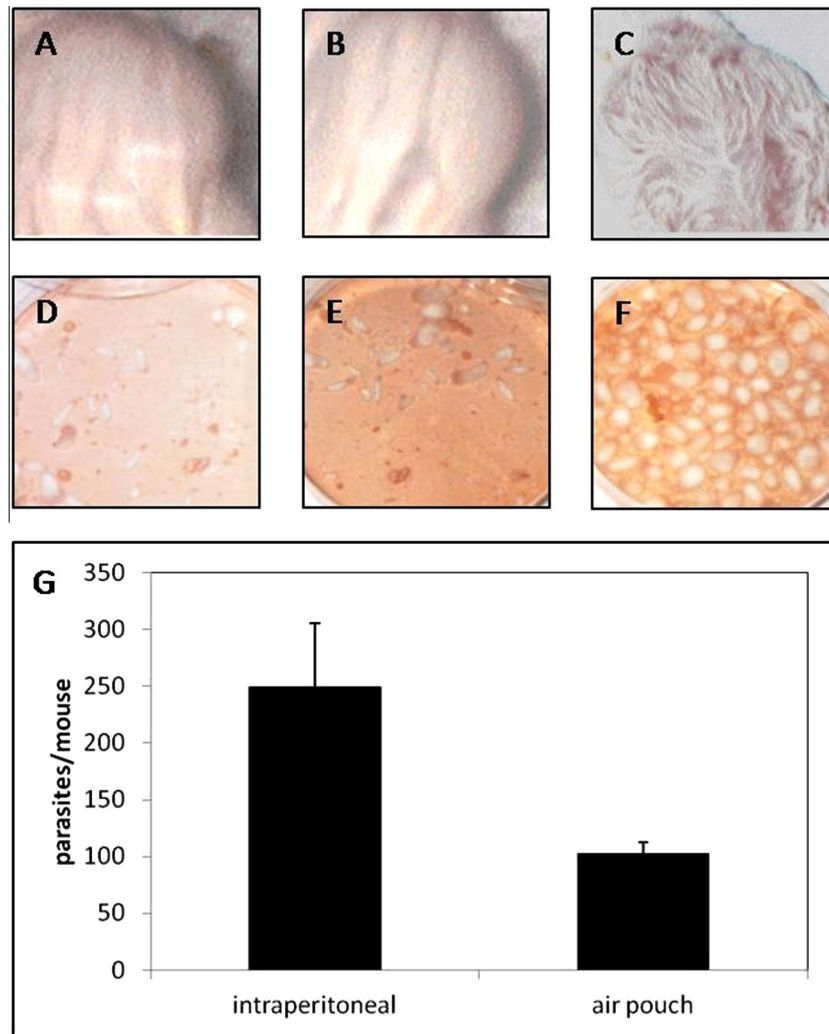 A
B
C
D
E
F
G
350
300
250
200
150
100
50
0
parasites/mouse
intraperitoneal
air pouch